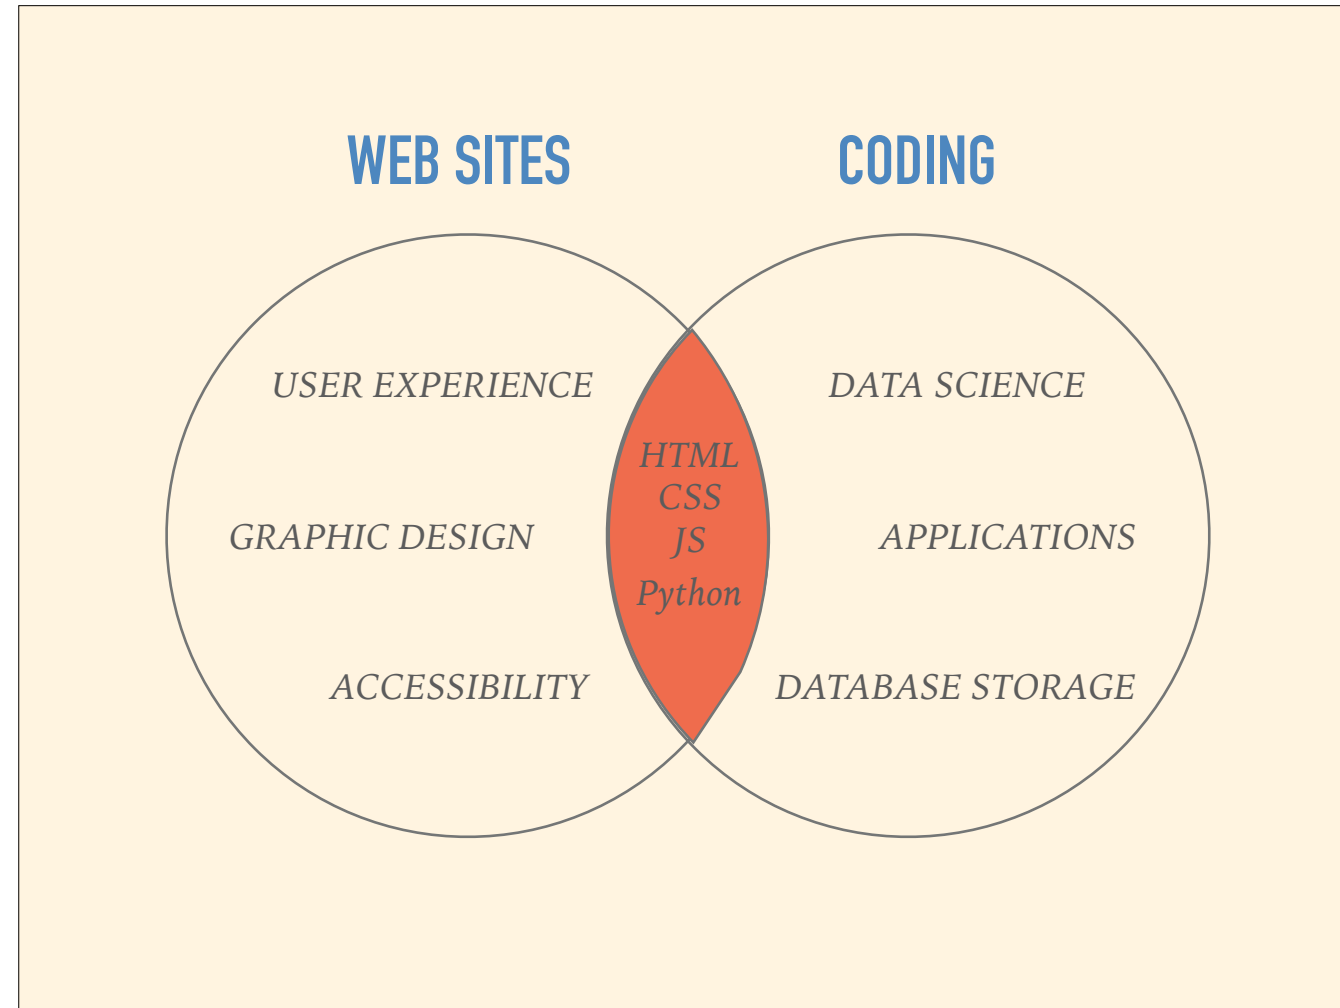 WEB SITES
CODING
USER EXPERIENCE
GRAPHIC DESIGN
ACCESSIBILITY
HTML
CSS
JS
Python
DATA SCIENCE
APPLICATIONS
DATABASE STORAGE